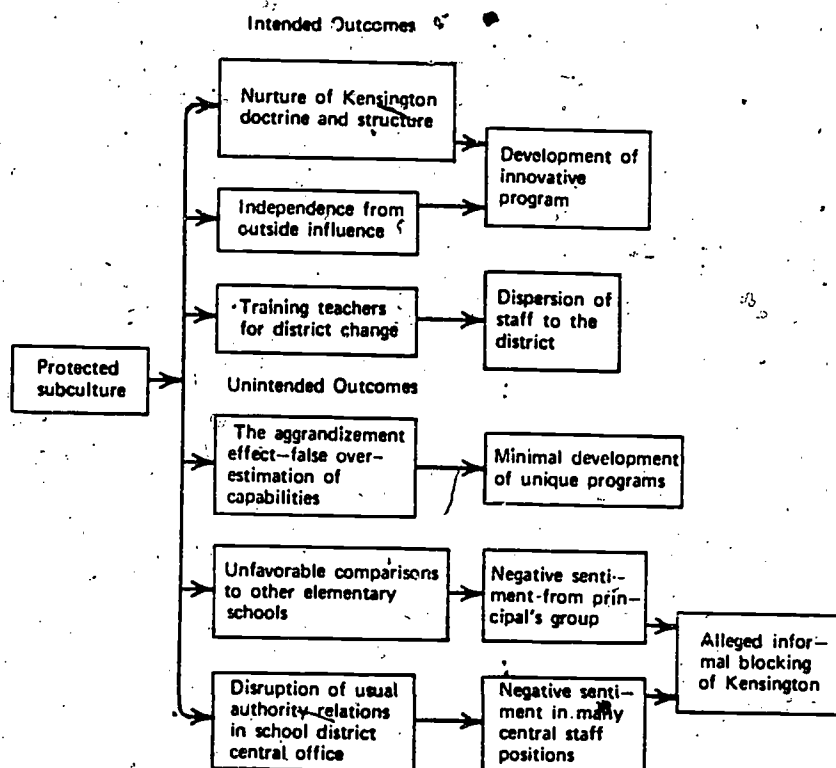 Intended Outcomes
Nurture of Kensington
doctrine and structure
Development of
innovative
program
Independence from
outside influence
Training teachers
for district change
Dispersion of
staff to the
district
Protected
subculture
Unintended Outcomes
The aggrandizement
effect—false over-
estimation of
capabilities
Minimal development
of unique programs
Unfavorable comparisons
to other elementary
schools
Negative senti-
ment from prin-
cipal's group
Alleged infor-
mal blocking
of Kensington
Disruption of usual
authority relations
in school district
central office
Negative senti-
ment in many
central staff
positions